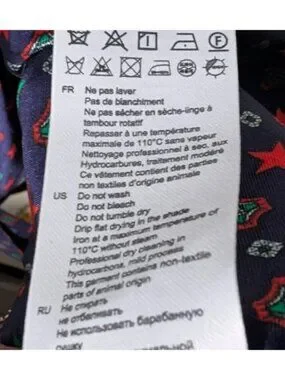 F
FR Ne pas laver
Pas de blanchiment
Ne pas sécher en sèche-linge à
tambour rotatif
Repasser à une température
maximale de 110°C sans vapeur
Nettoyage professionnel à sec, aux
Hydrocarbures, traitement modéré
Ce vêtement contient des parties
non textiles d'origine animale
US Do not wash
Do not bleach
Do not tumble dry
Drip flat drying in the shade
Iron at a maximum temperature of
110°C without steam
Professional dry cleaning in
hydrocarbons, mild process
This garment contains non-textile
parts of animal origin
RU Не стирать
не отбеливать
Не использовать барабанную
сушку